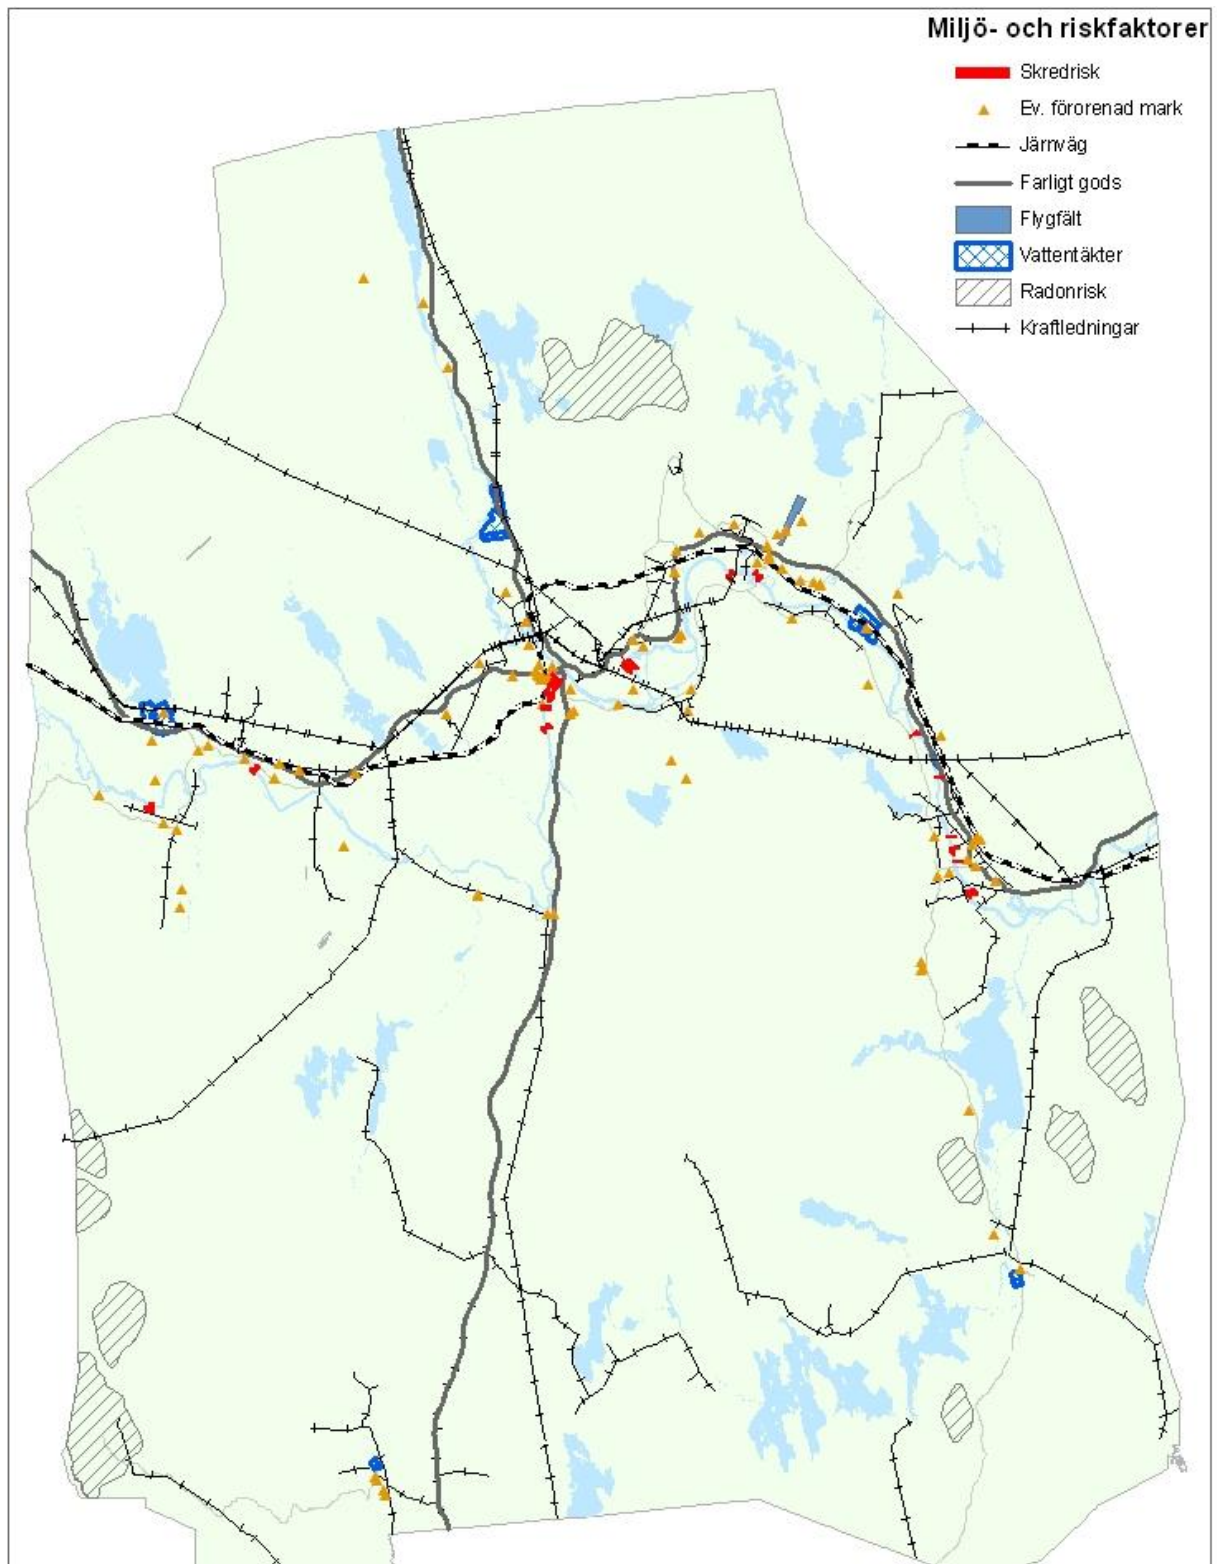 Miljö- och riskfaktorer
Skredrisk
Ev. förorenad mark
Järnväg
Farligt gods
Flygfält
Vattentäkter
Radonrisk
Kraftledningar